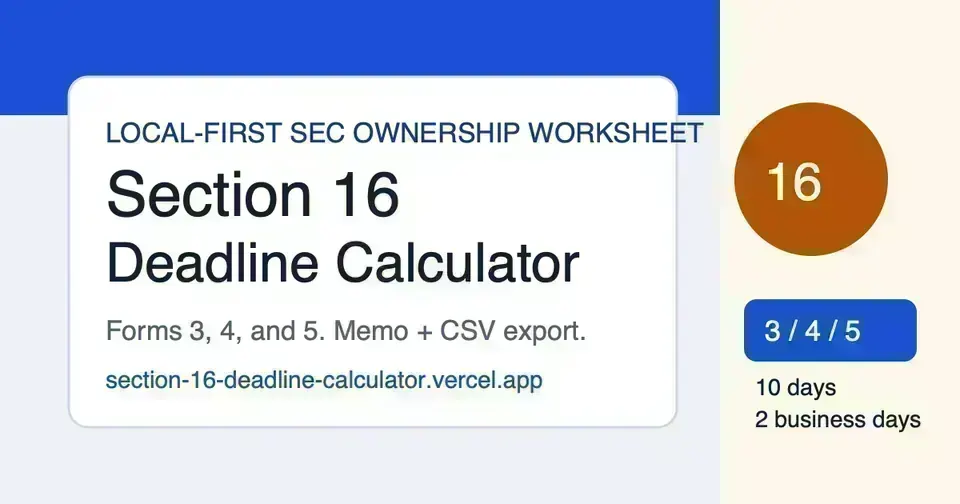 LOCAL-FIRST SEC OWNERSHIP WORKSHEET
Section 16
Deadline Calculator
Forms 3, 4, and 5. Memo + CSV export.
section-16-deadline-calculator.vercel.app
16
3 / 4 / 5
10 days
2 business days